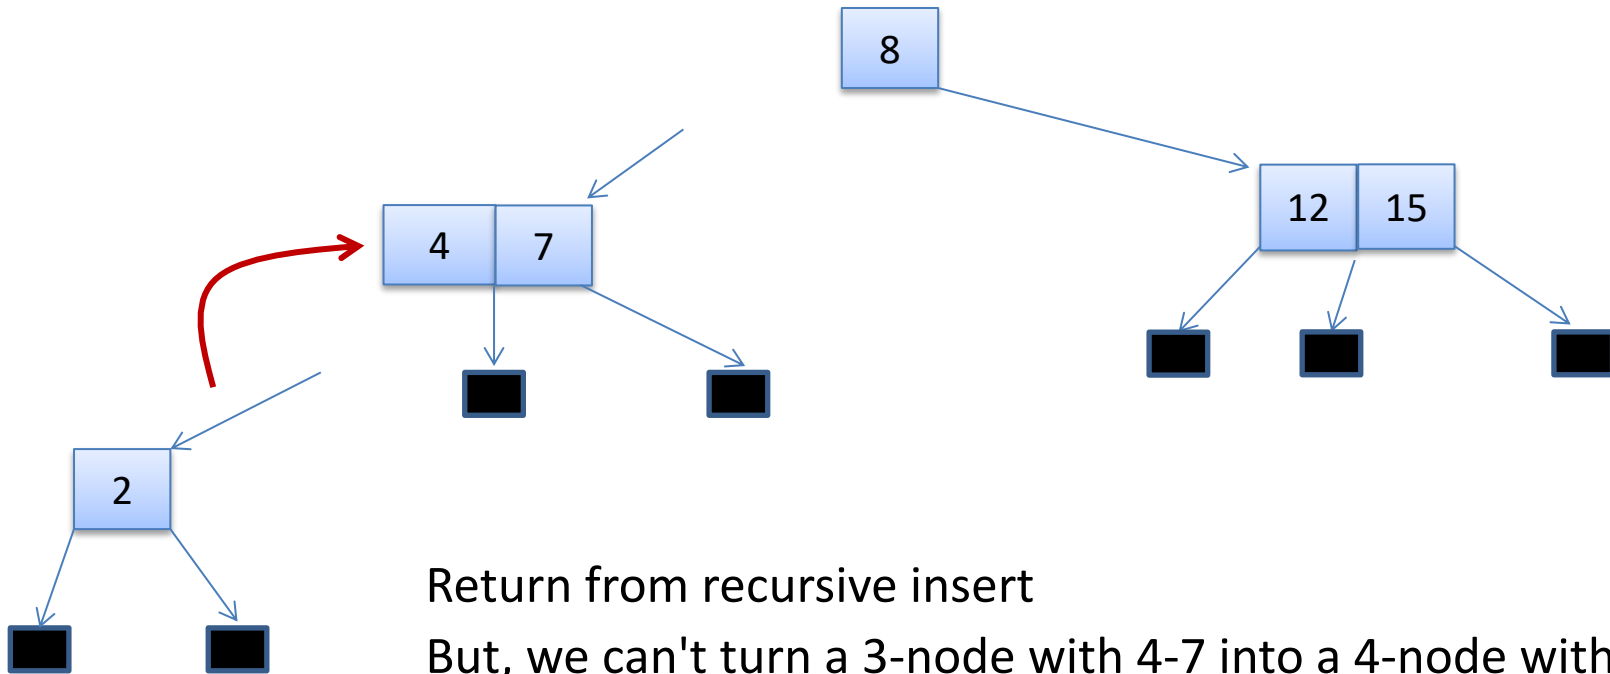 8
12 15
4 7
2
Return from recursive insert
But, we can't turn a 3-node with 4-7 into a 4-node with